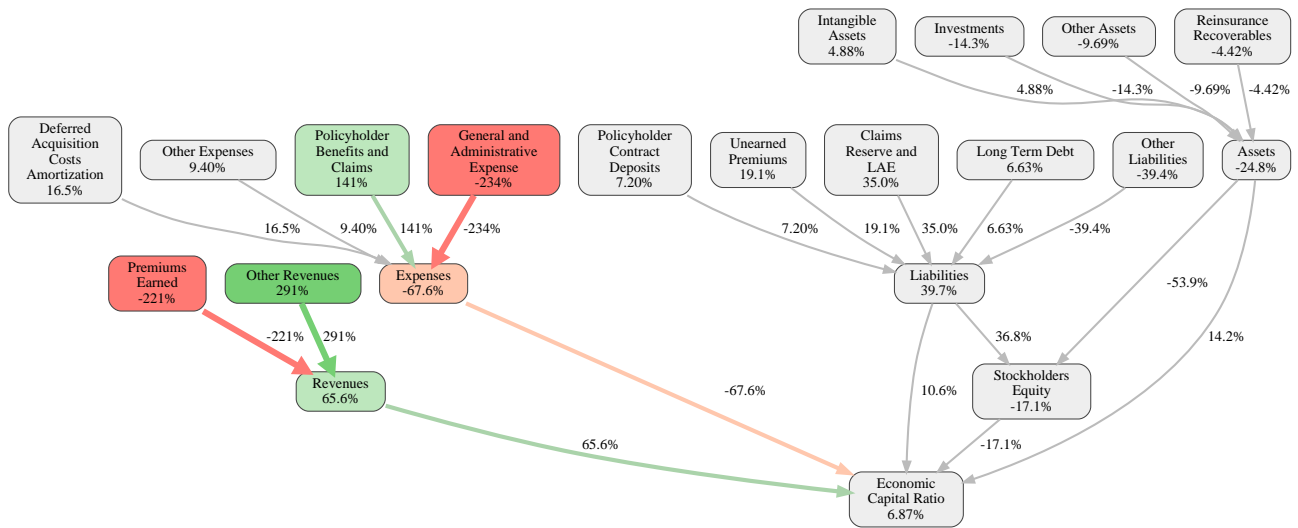 Intangible
Assets
4.88%
Investments
-14.3%
Other Assets
-9.69%
Reinsurance
Recoverables
-4.42%
4.88%
-14.3%
-9.69%
-4.42%
Deferred
Acquisition
Costs
Amortization
16.5%
Other Expenses
9.40%
Policyholder
Benefits and
Claims
141%
General and
Administrative
Expense
-234%
Policyholder
Contract
Deposits
7.20%
Unearned
Premiums
19.1%
Claims
Reserve and
LAE
35.0%
Long Term Debt
6.63%
Other
Liabilities
-39.4%
Assets
-24.8%
16.5%
9.40%
141%
-234%
7.20%
19.1%
35.0%
6.63%
-39.4%
Premiums
Earned
-221%
Other Revenues
291%
Expenses
-67.6%
Liabilities
39.7%
-53.9%
-221%
291%
36.8%
14.2%
Revenues
65.6%
-67.6%
10.6%
Stockholders
Equity
-17.1%
65.6%
-17.1%
Economic
Capital Ratio
6.87%